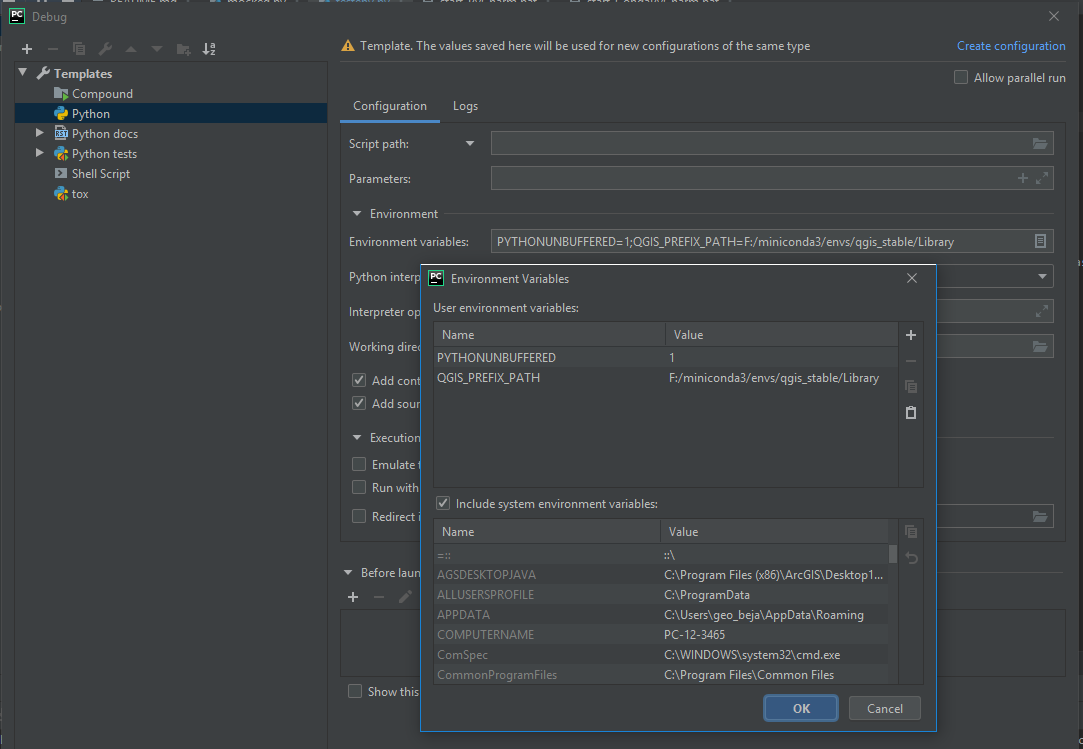 Debug
Template. The values saved here will be used for new configurations of the same type
Create configuration
Allow parallel run
Templates
Compound
Python
Python docs
Python tests
Shell Script
tox
Configuration
Logs
Script path:
Parameters:
Environment
Environment variables:
PYTHONUNBUFFERED=1;QGIS_PREFIX_PATH=F:/miniconda3/envs/qgis_stable/Library
Python interp
Interpreter op
Working direc
Add cont
Add sour
Execution
Emulate t
Run with
Redirect i
Before laun
Show this
Environment Variables
User environment variables:
Name Value
PYTHONUNBUFFERED 1
QGIS_PREFIX_PATH F:/miniconda3/envs/qgis_stable/Library
Include system environment variables:
Name Value
=:: ::\
AGSDESKTOPJAVA C:\Program Files (x86)\ArcGIS\Desktop1...
ALLUSERSPROFILE C:\ProgramData
APPDATA C:\Users\geo_beja\AppData\Roaming
COMPUTERNAME PC-12-3465
ComSpec C:\WINDOWS\system32\cmd.exe
CommonProgramFiles C:\Program Files\Common Files
OK
Cancel